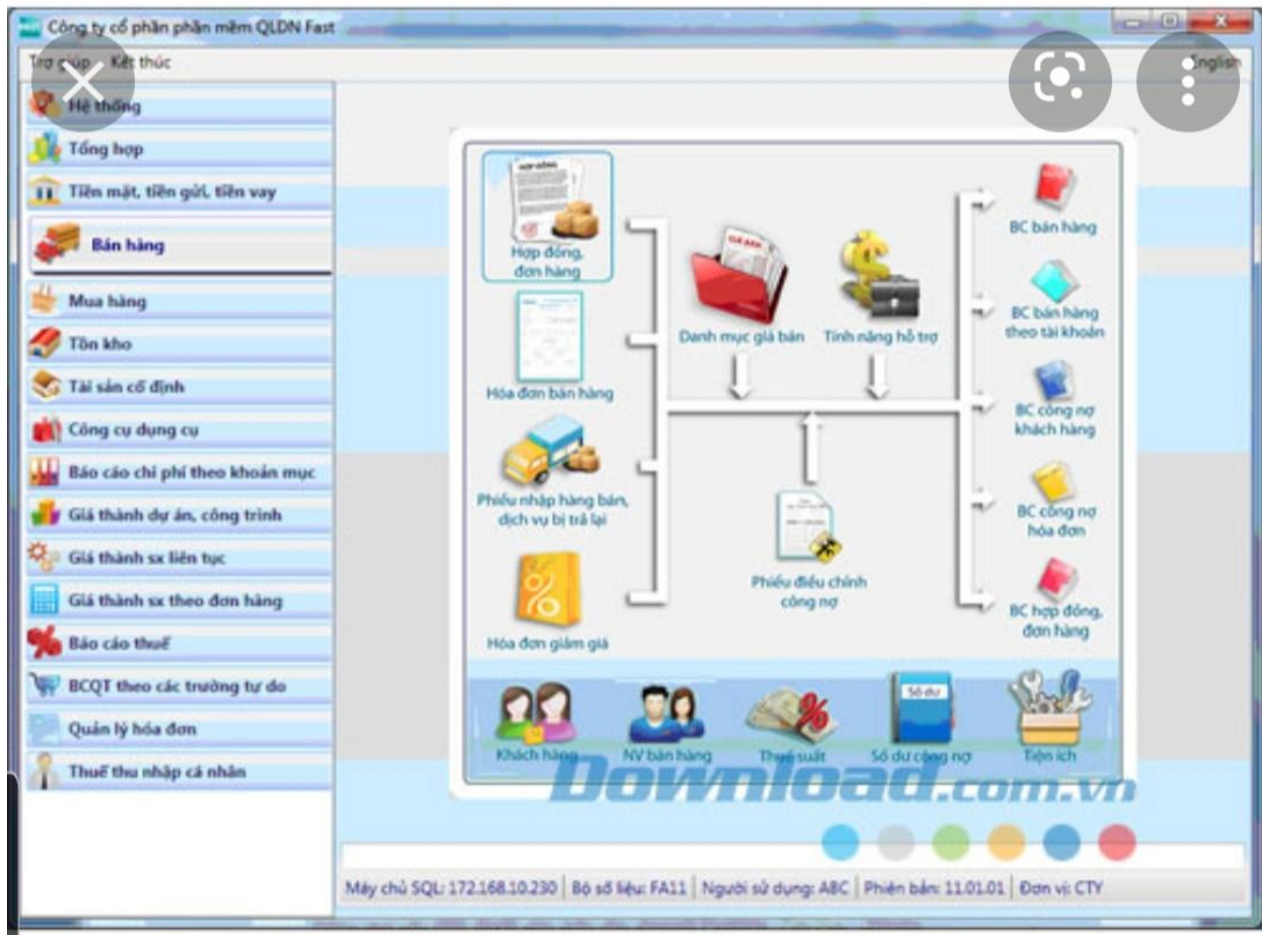 Công ty cổ phần phần mềm QLDN Fast
Trợ giúp Kết thúc
English
Hệ thống
Tổng hợp
Tiền mặt, tiền gửi, tiền vay
Bán hàng
Mua hàng
Tồn kho
Tài sản cố định
Công cụ dụng cụ
Báo cáo chi phí theo khoản mục
Giá thành dự án, công trình
Giá thành sx liên tục
Giá thành sx theo đơn hàng
Báo cáo thuế
BCQT theo các trường tự do
Quản lý hóa đơn
Thuế thu nhập cá nhân
HỢP ĐỒNG
Hợp đồng,
đơn hàng
Hóa đơn bán hàng
Phiếu nhập hàng bán,
dịch vụ bị trả lại
Hóa đơn giảm giá
GIÁ BÁN
Danh mục giá bán
Tính năng hỗ trợ
Phiếu điều chỉnh
công nợ
BC bán hàng
BC bán hàng
theo tài khoản
BC công nợ
khách hàng
BC công nợ
hóa đơn
BC hợp đồng,
đơn hàng
Số dư
Khách hàng
NV bán hàng
Thuế suất
Số dư công nợ
Tiện ích
Download.com.vn
Máy chủ SQL: 172.168.10.230 Bộ số liệu: FA11 Người sử dụng: ABC Phiên bản: 11.01.01 Đơn vị: CTY